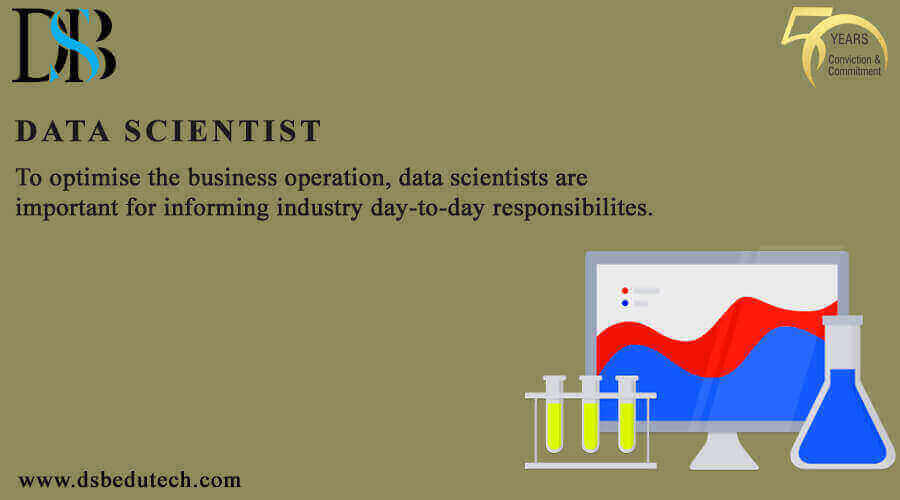 DSB
50 YEARS
Conviction &
Commitment
DATA SCIENTIST
To optimise the business operation, data scientists are
important for informing industry day-to-day responsibilites.
www.dsbedutech.com